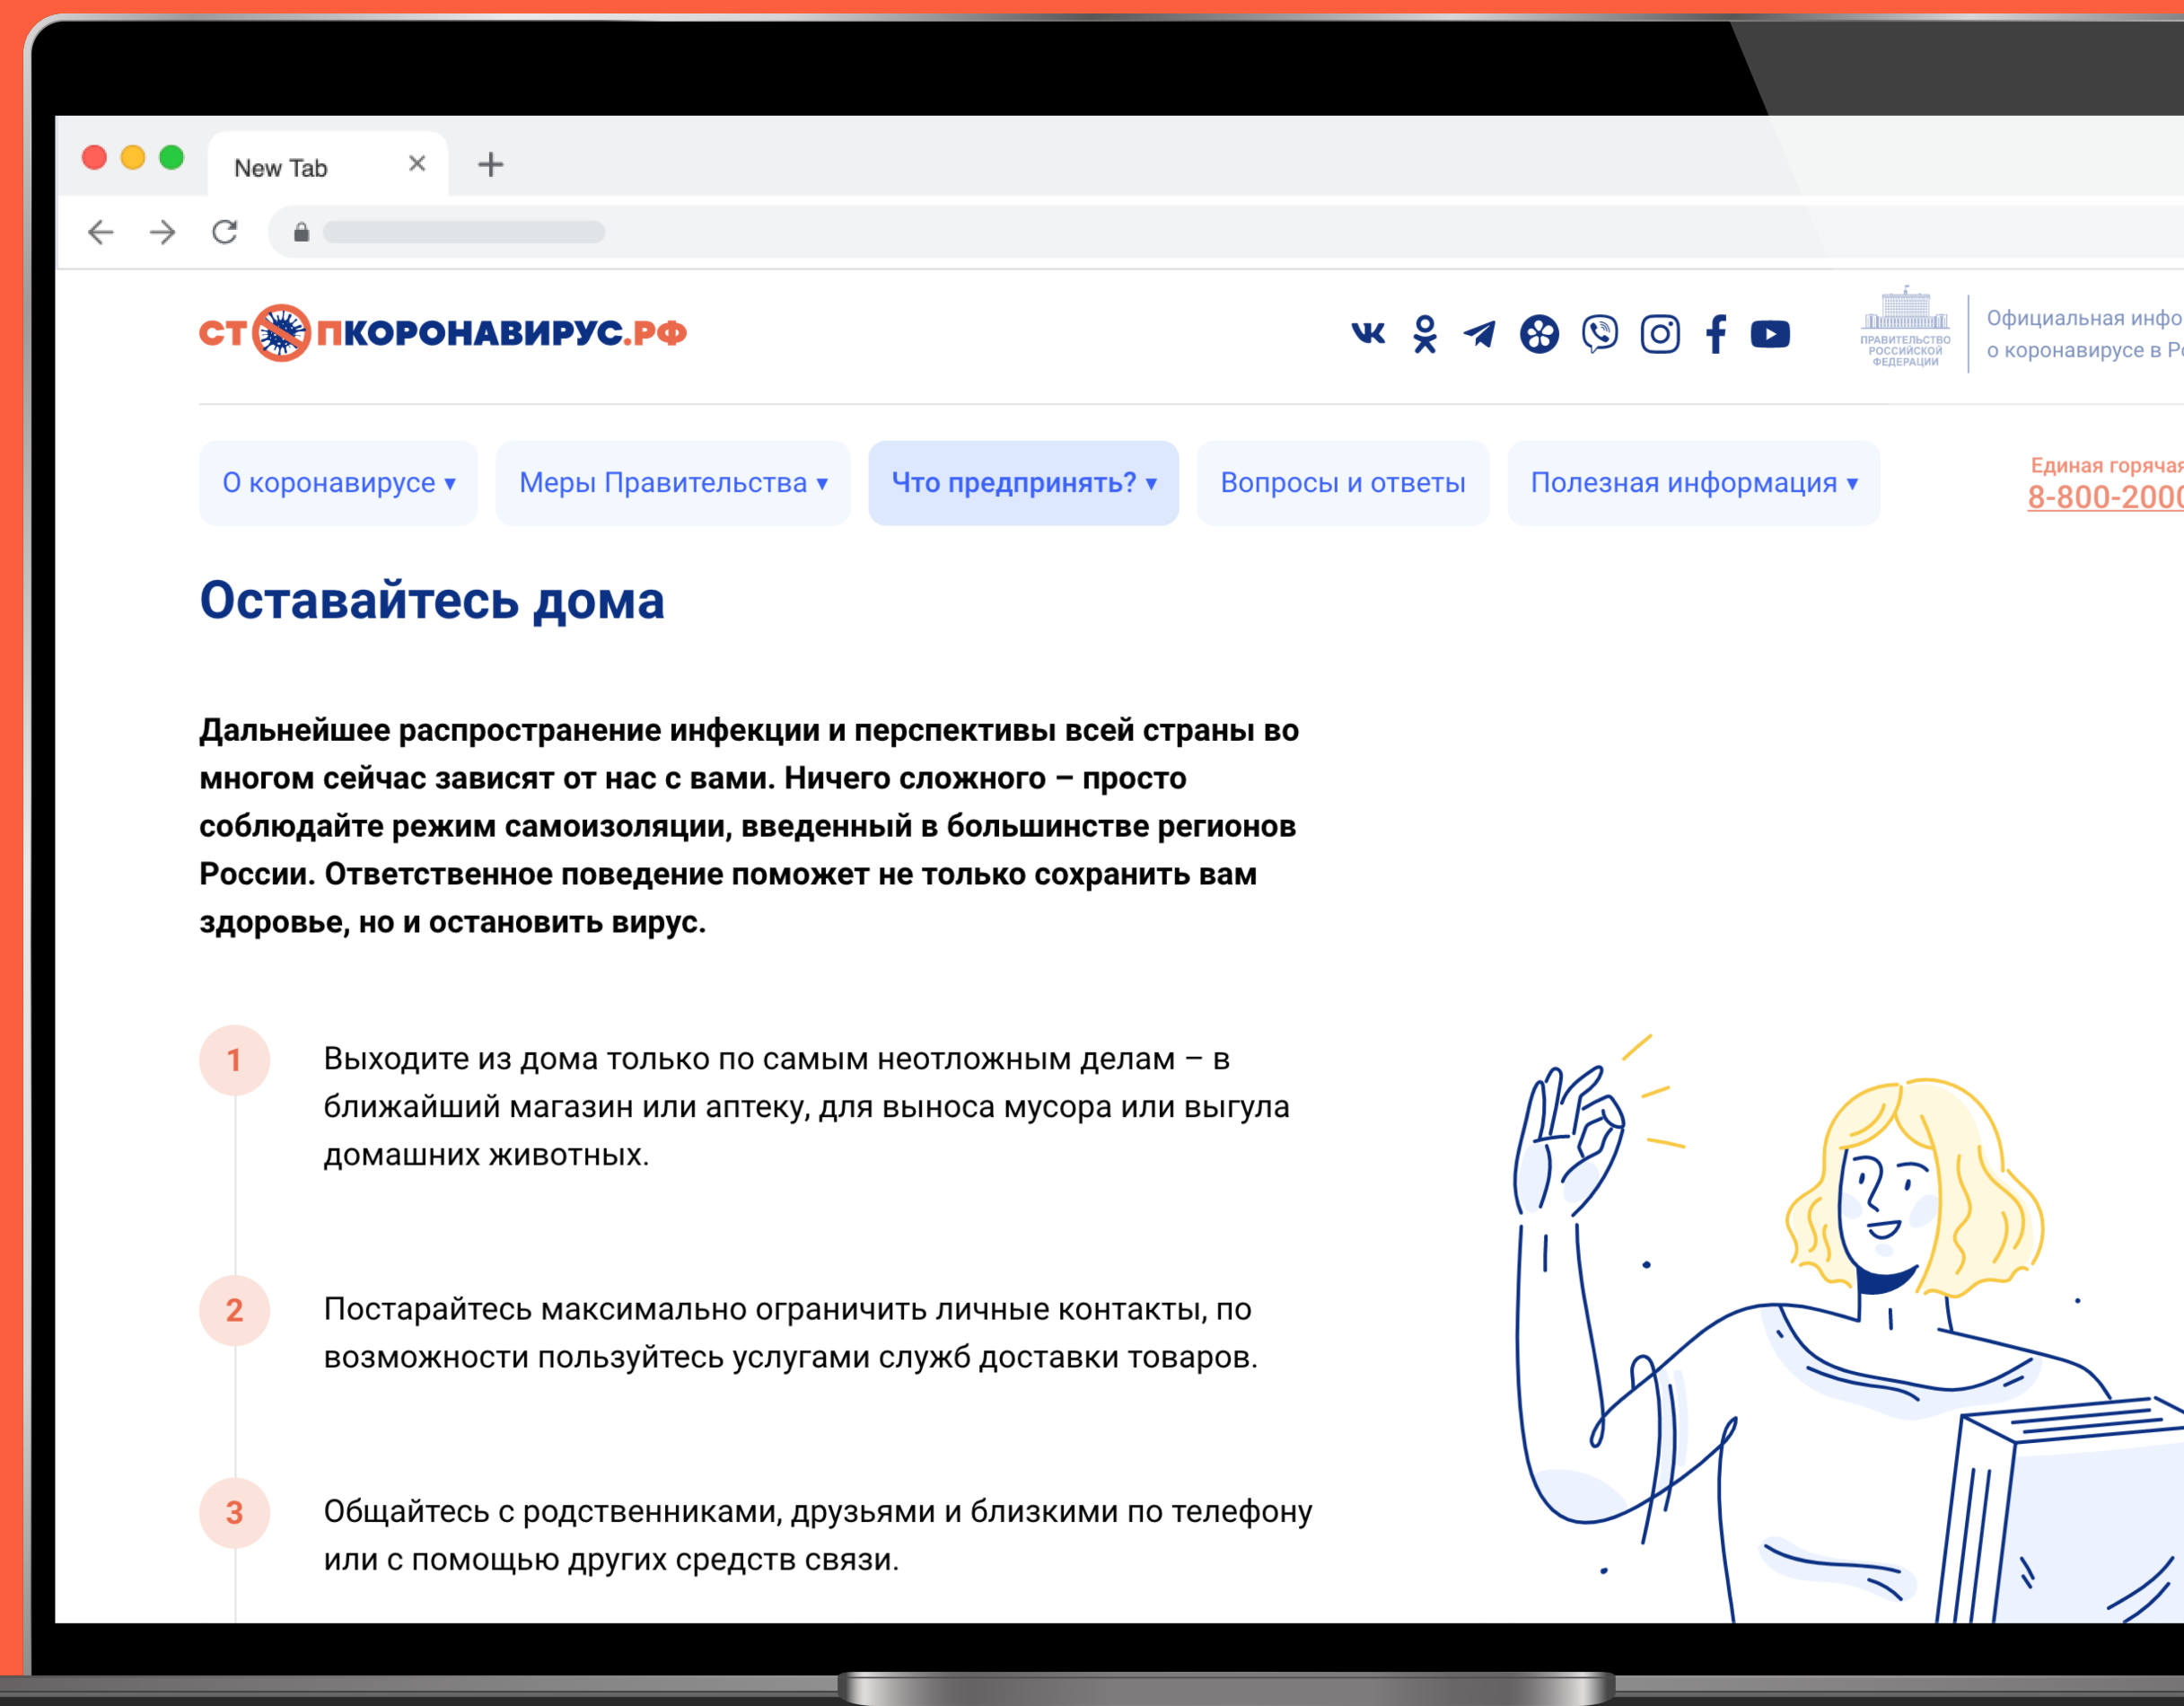 New Tab
СТОПКОРОНАВИРУС.РФ
ПРАВИТЕЛЬСТВО
РОССИЙСКОЙ
ФЕДЕРАЦИИ
Официальная
о коронавирусе в
О коронавирусе ▾
Меры Правительства ▾
Что предпринять? ▾
Вопросы и ответы
Полезная информация ▾
Единая горячая
8-800-2000
Оставайтесь дома
Дальнейшее распространение инфекции и перспективы всей страны во
многом сейчас зависят от нас с вами. Ничего сложного – просто
соблюдайте режим самоизоляции, введенный в большинстве регионов
России. Ответственное поведение поможет не только сохранить вам
здоровье, но и остановить вирус.
1
Выходите из дома только по самым неотложным делам – в
ближайший магазин или аптеку, для выноса мусора или выгула
домашних животных.
2
Постарайтесь максимально ограничить личные контакты, по
возможности пользуйтесь услугами служб доставки товаров.
3
Общайтесь с родственниками, друзьями и близкими по телефону
или с помощью других средств связи.